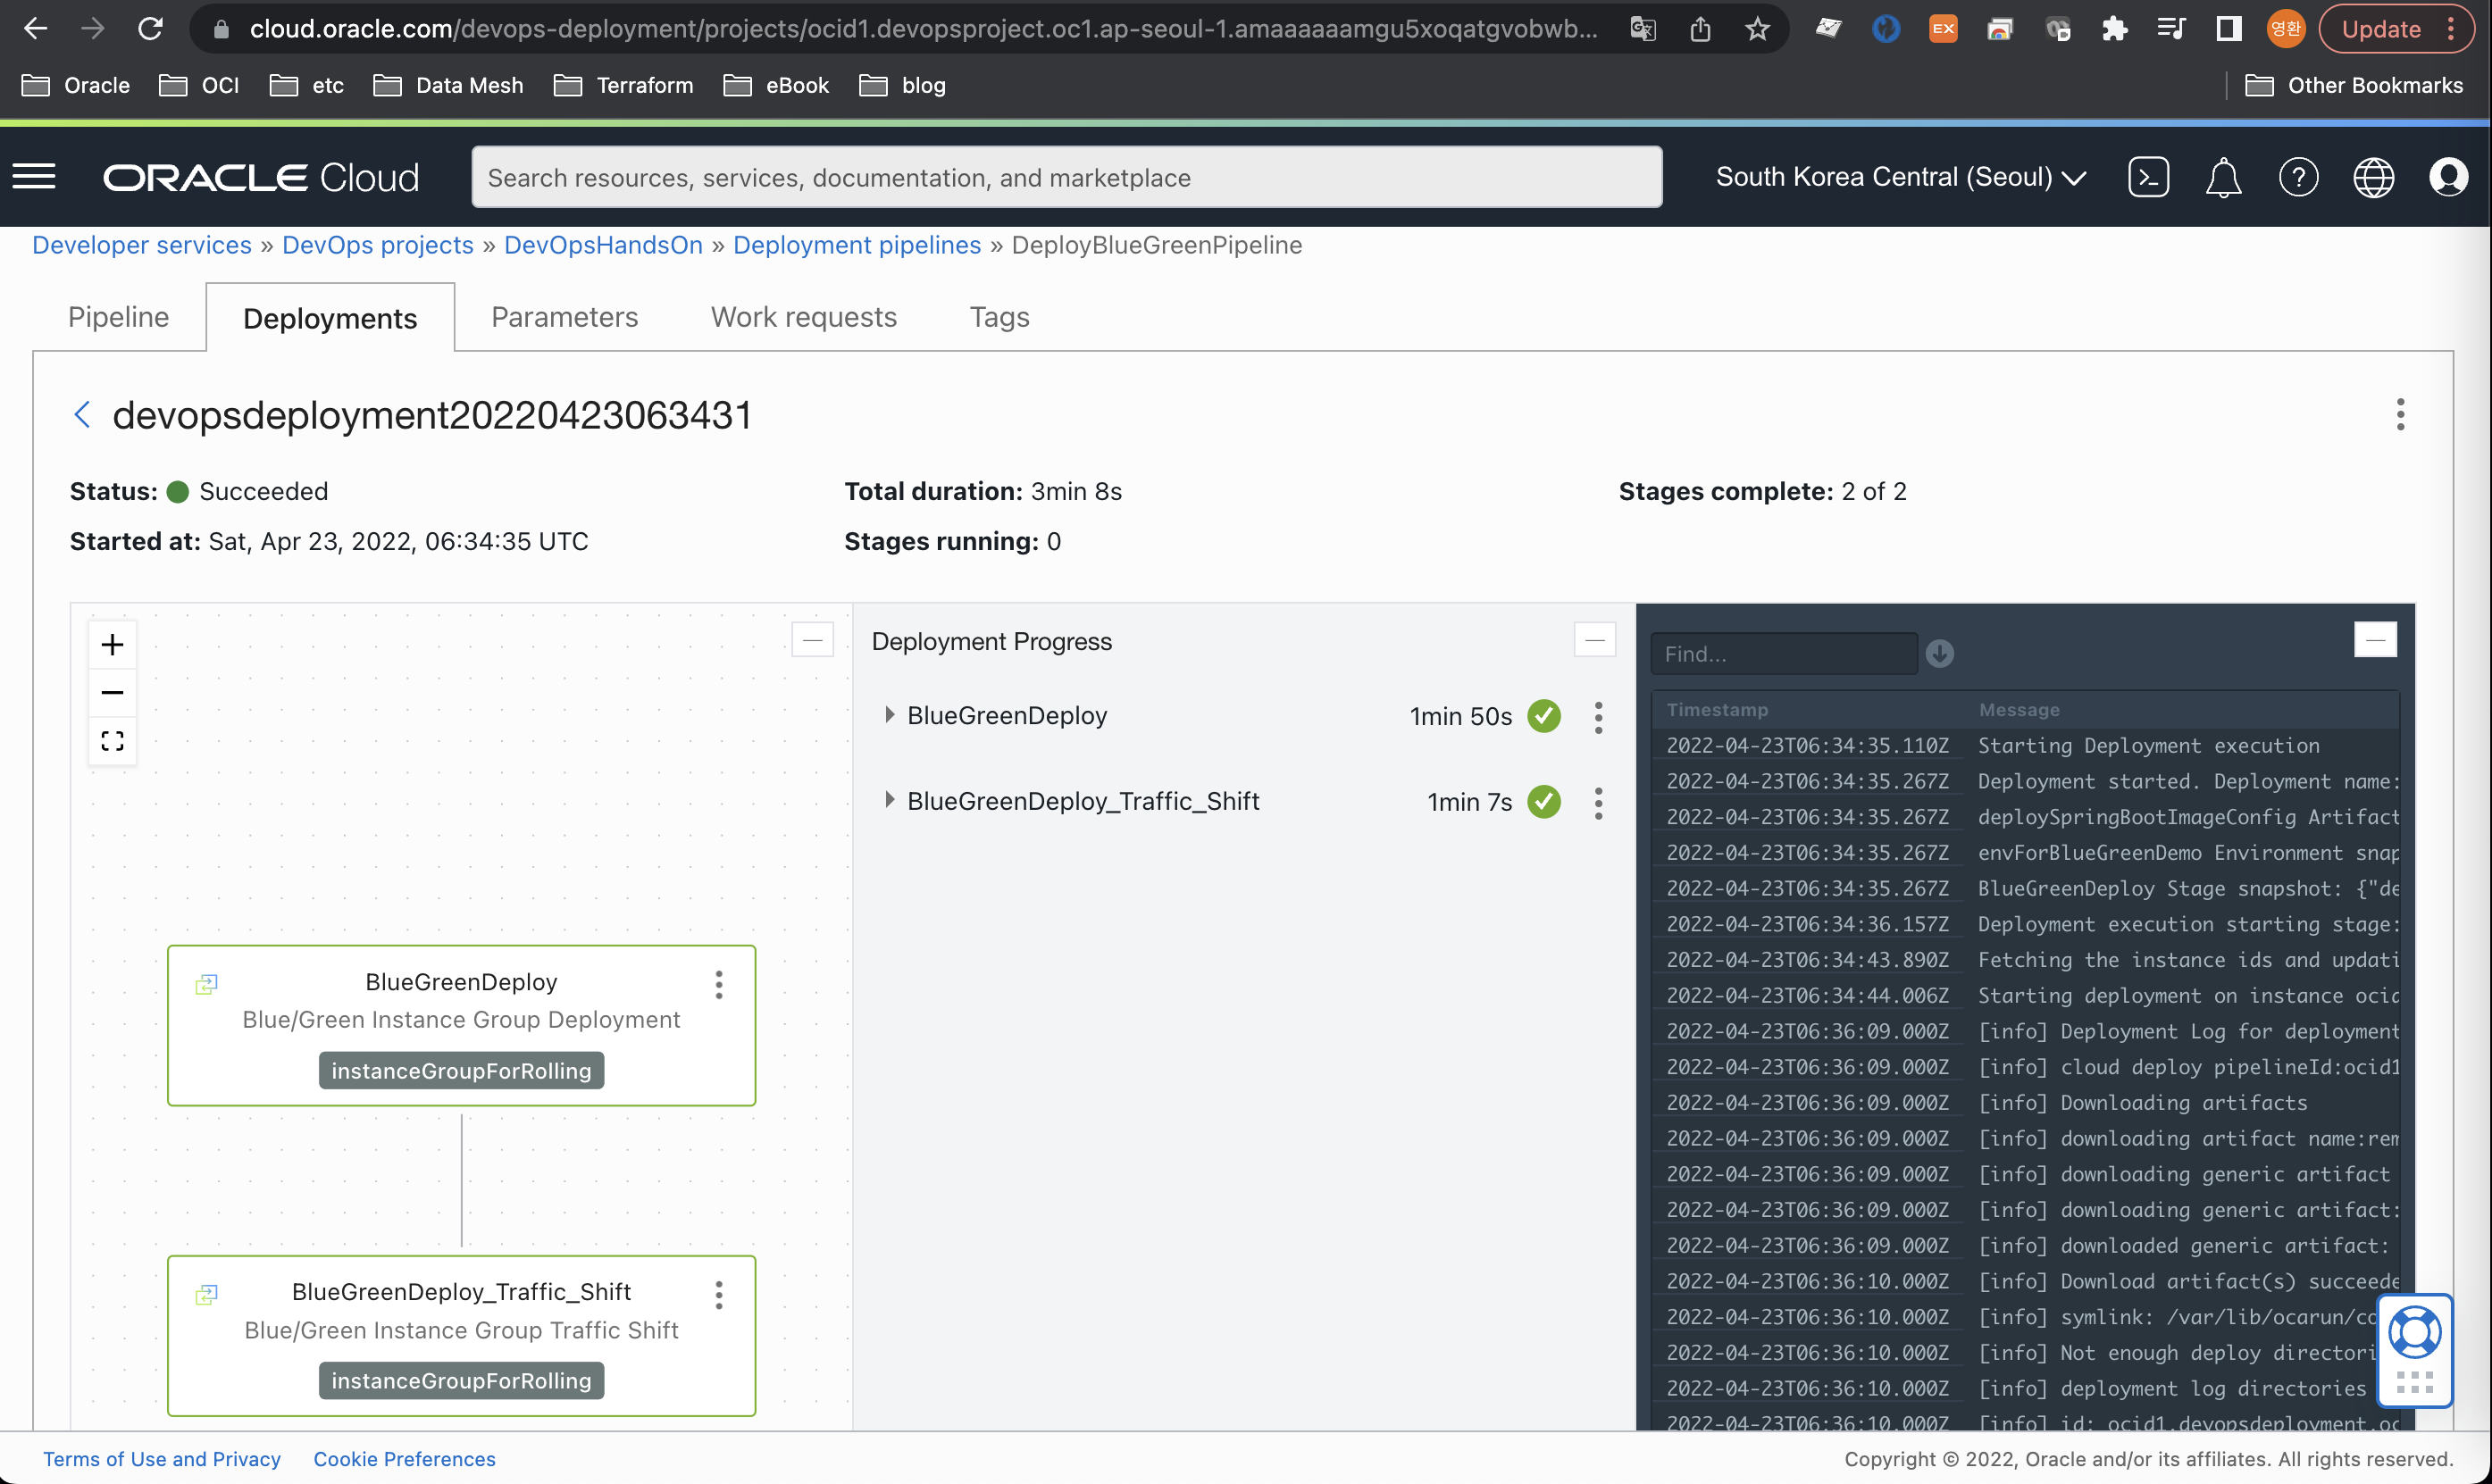 cloud.oracle.com/devops-deployment/projects/ocid1.devopsproject.oc1.ap-seoul-1.amaaaaaamgu5xoqatgvobwb...
EX
영환
Update
Oracle
OCI
etc
Data Mesh
Terraform
eBook
blog
Other Bookmarks
ORACLE Cloud
Search resources, services, documentation, and marketplace
South Korea Central (Seoul)
Developer services » DevOps projects » DevOpsHandsOn » Deployment pipelines » DeployBlueGreenPipeline
Pipeline
Deployments
Parameters
Work requests
Tags
devopsdeployment20220423063431
Status: Succeeded
Total duration: 3min 8s
Stages complete: 2 of 2
Started at: Sat, Apr 23, 2022, 06:34:35 UTC
Stages running: 0
BlueGreenDeploy
Blue/Green Instance Group Deployment
instanceGroupForRolling
BlueGreenDeploy_Traffic_Shift
Blue/Green Instance Group Traffic Shift
instanceGroupForRolling
Deployment Progress
BlueGreenDeploy 1min 50s
BlueGreenDeploy_Traffic_Shift 1min 7s
Find...
Timestamp Message
2022-04-23T06:34:35.110Z Starting Deployment execution
2022-04-23T06:34:35.267Z Deployment started. Deployment name:
2022-04-23T06:34:35.267Z deploySpringBootImageConfig Artifact
2022-04-23T06:34:35.267Z envForBlueGreenDemo Environment snap
2022-04-23T06:34:35.267Z BlueGreenDeploy Stage snapshot: {"de
2022-04-23T06:34:36.157Z Deployment execution starting stage:
2022-04-23T06:34:43.890Z Fetching the instance ids and updati
2022-04-23T06:34:44.006Z Starting deployment on instance ocid
2022-04-23T06:36:09.000Z [info] Deployment Log for deployment
2022-04-23T06:36:09.000Z [info] cloud deploy pipelineId:ocid1
2022-04-23T06:36:09.000Z [info] Downloading artifacts
2022-04-23T06:36:09.000Z [info] downloading artifact name:rem
2022-04-23T06:36:09.000Z [info] downloading generic artifact
2022-04-23T06:36:09.000Z [info] downloading generic artifact:
2022-04-23T06:36:09.000Z [info] downloaded generic artifact:
2022-04-23T06:36:10.000Z [info] Download artifact(s) succeede
2022-04-23T06:36:10.000Z [info] symlink: /var/lib/ocarun/co
2022-04-23T06:36:10.000Z [info] Not enough deploy directori
2022-04-23T06:36:10.000Z [info] deployment log directories
2022-04-23T06:36:10.000Z [info] id: ocid1.devopsdeployment.oc
Terms of Use and Privacy
Cookie Preferences
Copyright © 2022, Oracle and/or its affiliates. All rights reserved.